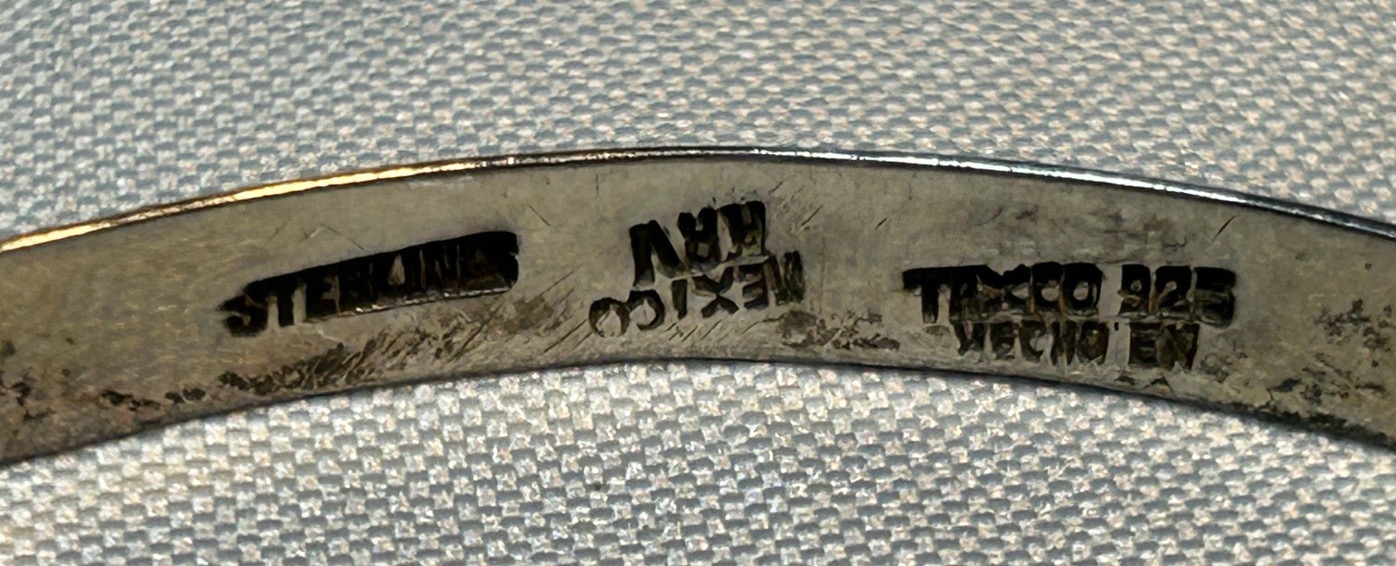 STERLING
MEXICO
TAXCO 925
HECHO EN